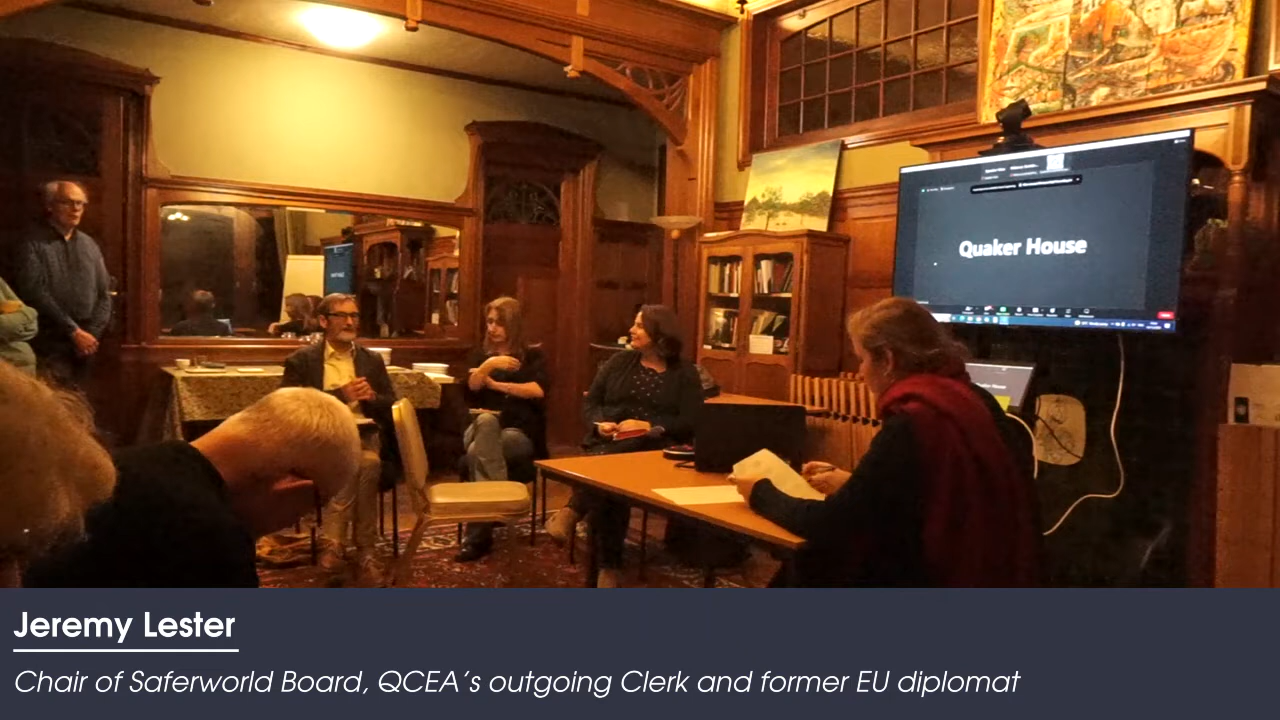 Quaker House
Jeremy Lester
Chair of Saferworld Board, QCEA's outgoing Clerk and former EU diplomat